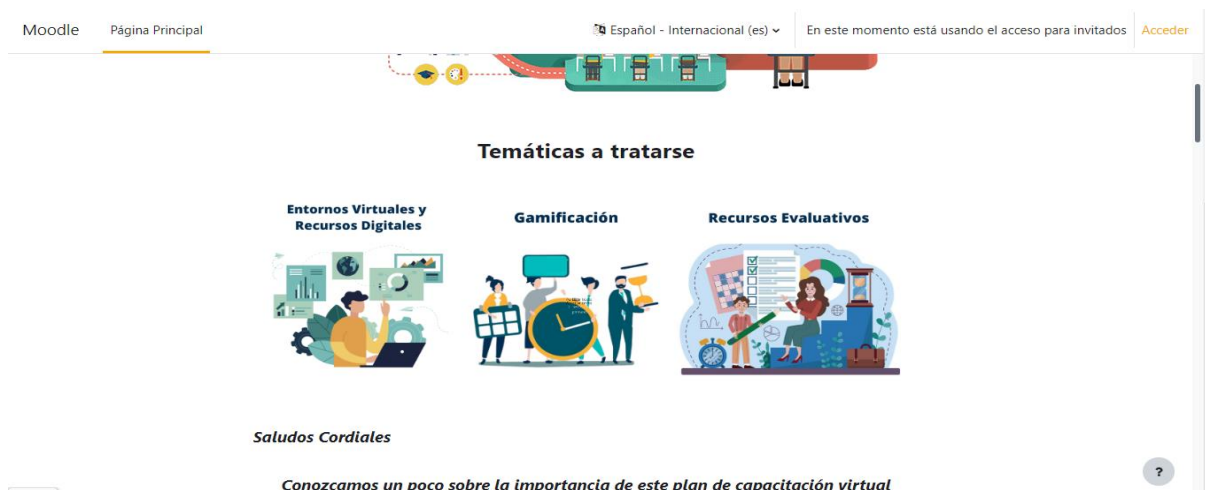 Moodle Página Principal Español - Internacional (es) En este momento está usando el acceso para invitados Acceder
Temáticas a tratarse
Entornos Virtuales y
Recursos Digitales
Gamificación
Recursos Evaluativos
Saludos Cordiales
Conozcamos un poco sobre la importancia de este plan de capacitación virtual
?